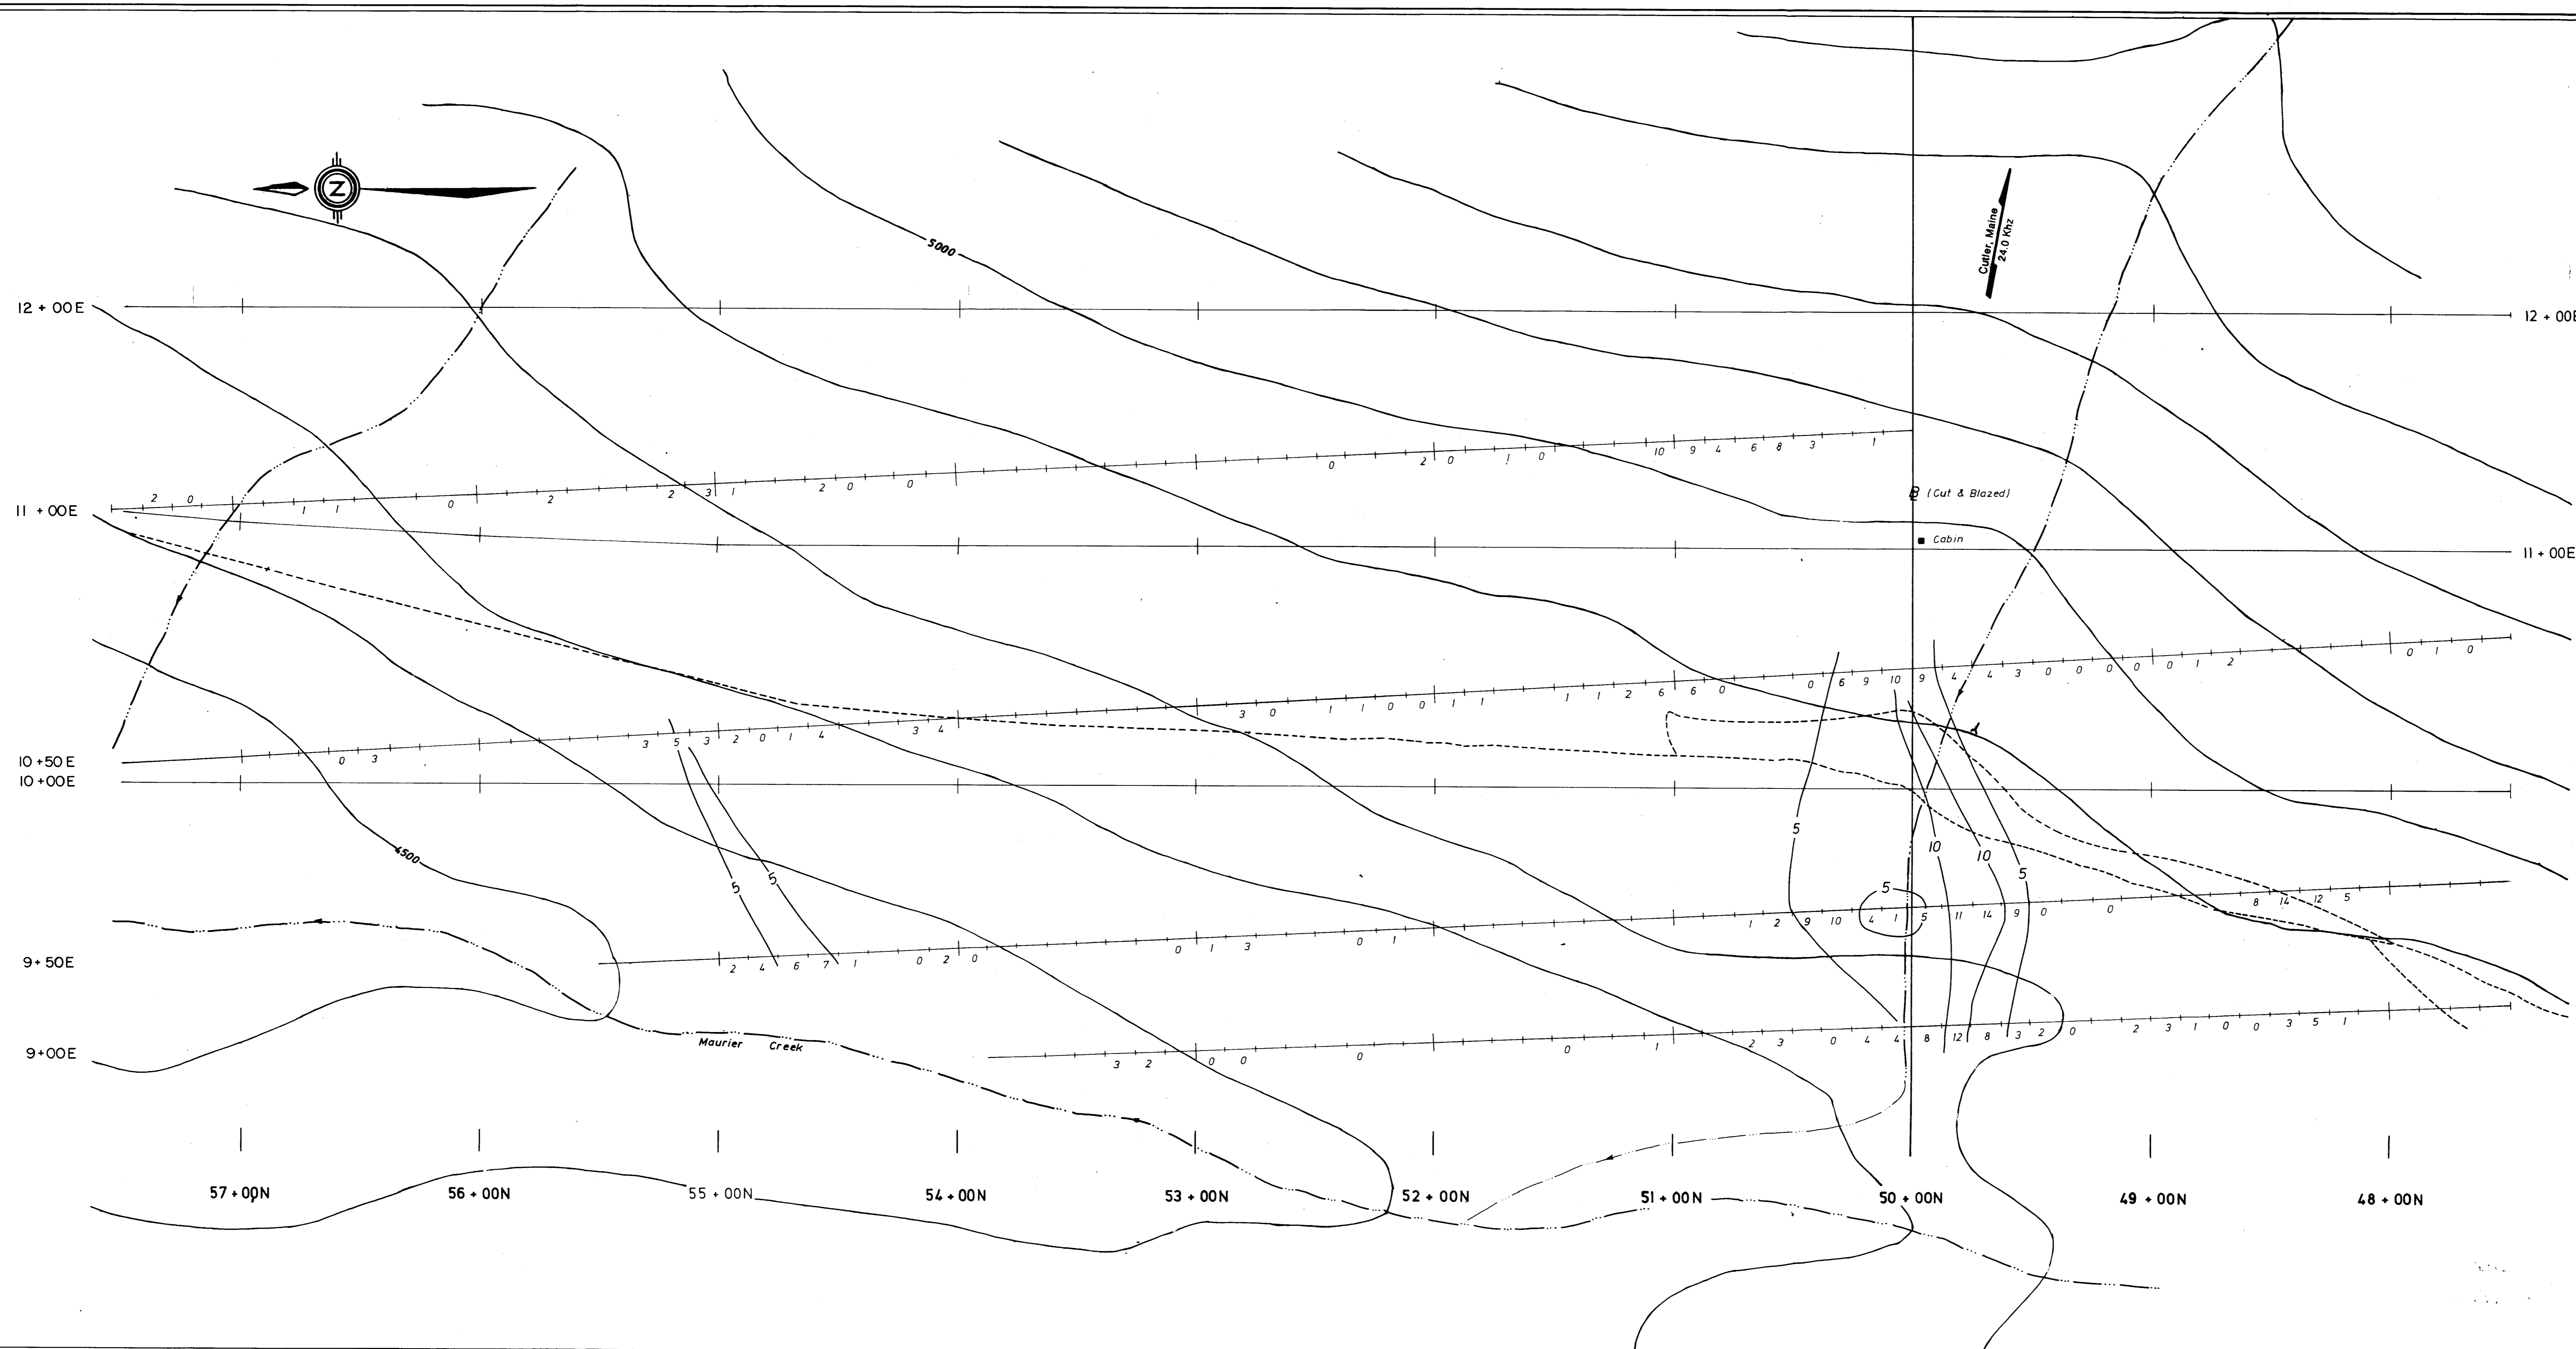 Z
5000
Cutler, Maine
24.0 Khz
12 + 00E
12 + 00E
10 9 4 6 8 3 1
0 2 0 1 0
2 0 1 1 0 2 2 3 1 2 0 0
B (Cut & Blazed)
11 + 00E
Cabin
11 + 00E
0 3 3 5 3 2 0 1 4 3 4 3 0 1 1 0 0 1 1 1 1 2 6 6 0 0 6 9 10 9 4 4 3 0 0 0 0 0 1 2 0 1 0
10 + 50E
10 + 00E
5
10
10
4500
5
5
5
5
2 4 6 7 1 0 2 0 0 1 3 0 1 1 2 9 10 4 1 5 11 14 9 0 0 8 14 12 5
9 + 50E
Maurier Creek
9 + 00E
3 2 0 0 0 0 1 2 3 0 4 4 8 12 8 3 2 0 2 3 1 0 0 3 5 1
57 + 00N 56 + 00N 55 + 00N 54 + 00N 53 + 00N 52 + 00N 51 + 00N 50 + 00N 49 + 00N 48 + 00N